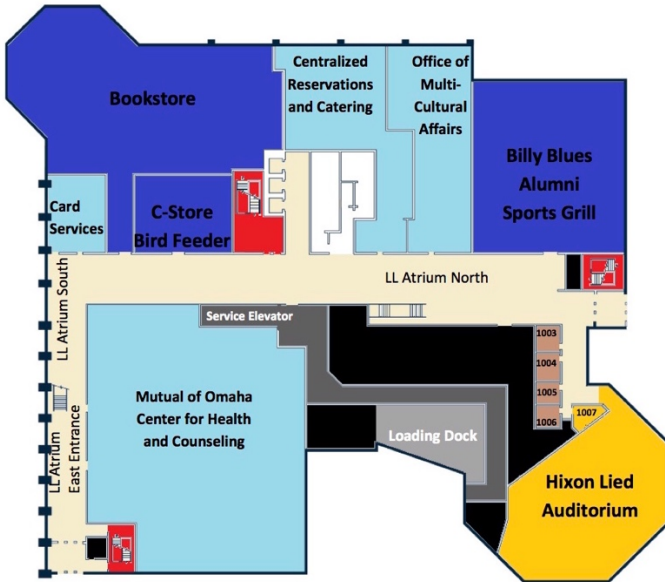 Bookstore
Centralized
Reservations
and Catering
Office of
Multi-
Cultural
Affairs
Billy Blues
Alumni
Sports Grill
Card
Services
C-Store
Bird Feeder
LL Atrium South
LL Atrium North
Service Elevator
1003
1004
1005
1006
1007
Mutual of Omaha
Center for Health
and Counseling
Loading Dock
LL Atrium
East Entrance
Hixon Lied
Auditorium